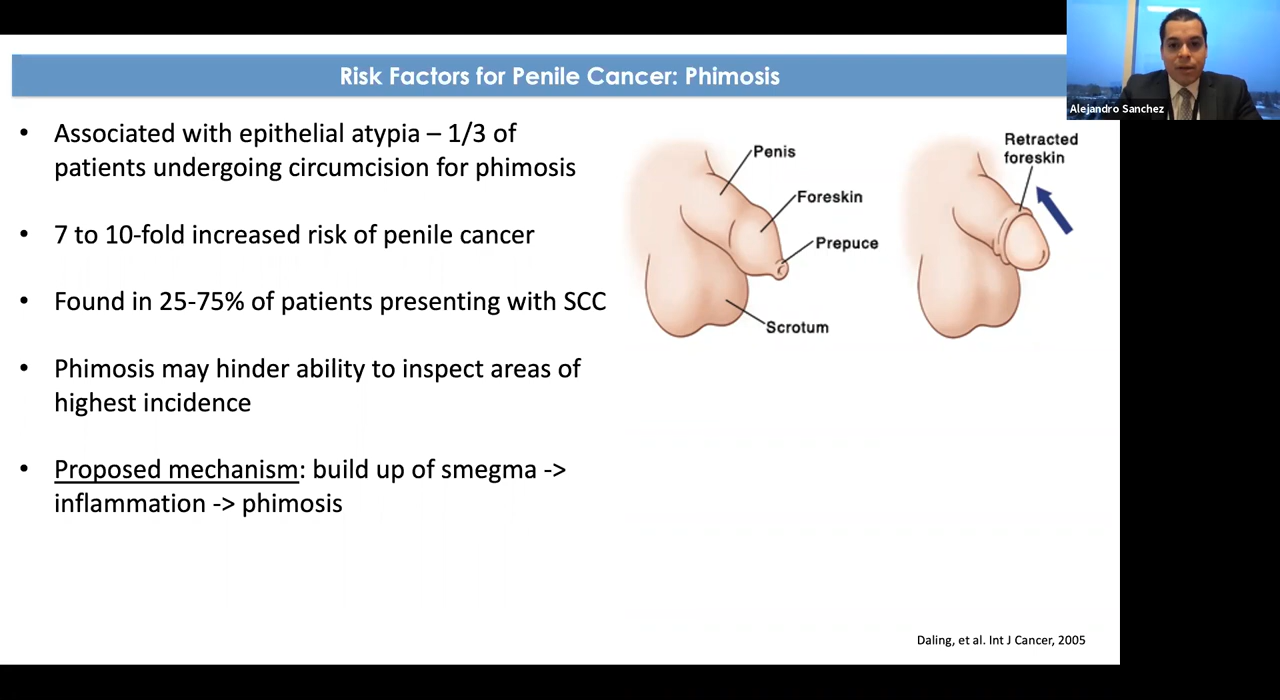 Risk Factors for Penile Cancer: Phimosis
Alejandro Sanchez
• Associated with epithelial atypia – 1/3 of
patients undergoing circumcision for phimosis
• 7 to 10-fold increased risk of penile cancer
• Found in 25-75% of patients presenting with SCC
• Phimosis may hinder ability to inspect areas of
highest incidence
• Proposed mechanism: build up of smegma ->
inflammation -> phimosis
Penis
Foreskin
Prepuce
Scrotum
Retracted
foreskin
Daling, et al. Int J Cancer, 2005